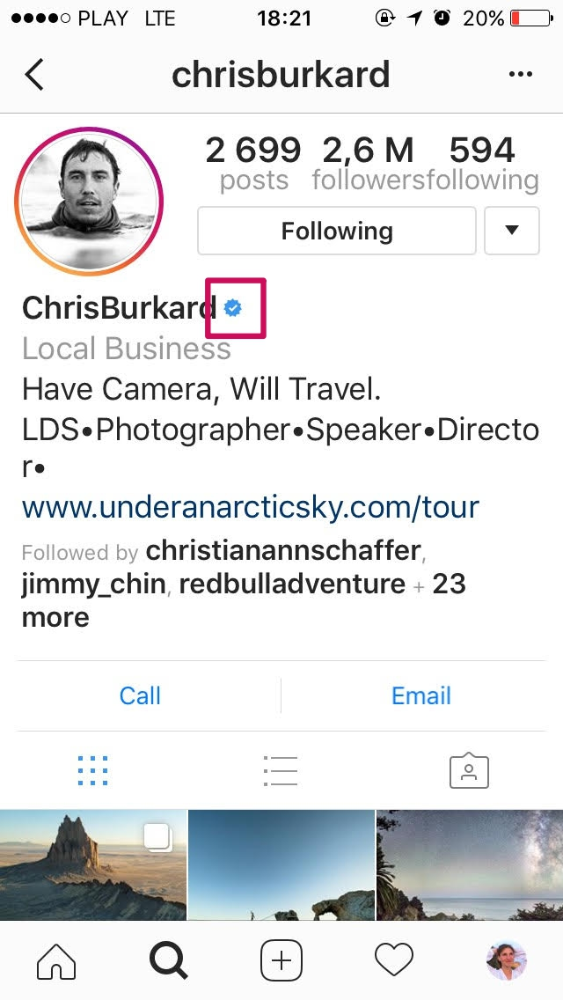 PLAY LTE 18:21 20%
chrisburkard
2 699 2,6 M 594
posts followers following
Following
ChrisBurkard
Local Business
Have Camera, Will Travel.
LDS•Photographer•Speaker•Directo
r•
www.underanarcticsky.com/tour
Followed by christianannschaffer,
jimmy_chin, redbulladventure + 23
more
Call Email